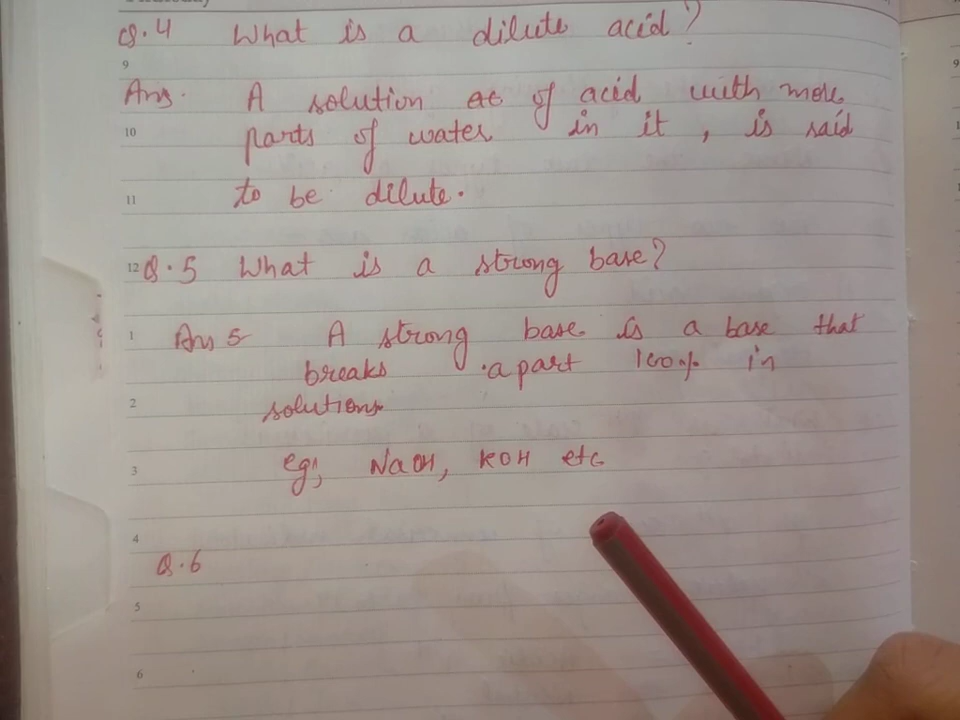 Q.4 What is a dilute acid?
9
Ans. A solution of acid with more
10 parts of water in it, is said
11 to be dilute.
12 Q.5 What is a strong base?
1 Ans 5 A strong base is a base that
breaks apart 100% in
2 solution
3 eg; NaOH, KOH etc
4
Q.6
5
6